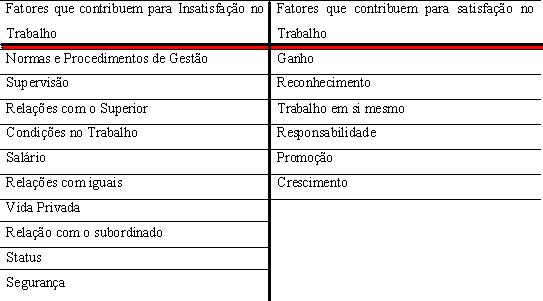 Fatores que contribuem para Insatisfação no
Trabalho
Fatores que contribuem para satisfação no
Trabalho
Normas e Procedimentos de Gestão
Ganho
Supervisão
Reconhecimento
Relações com o Superior
Trabalho em si mesmo
Condições no Trabalho
Responsabilidade
Salário
Promoção
Relações com iguais
Crescimento
Vida Privada
Relação com o subordinado
Status
Segurança